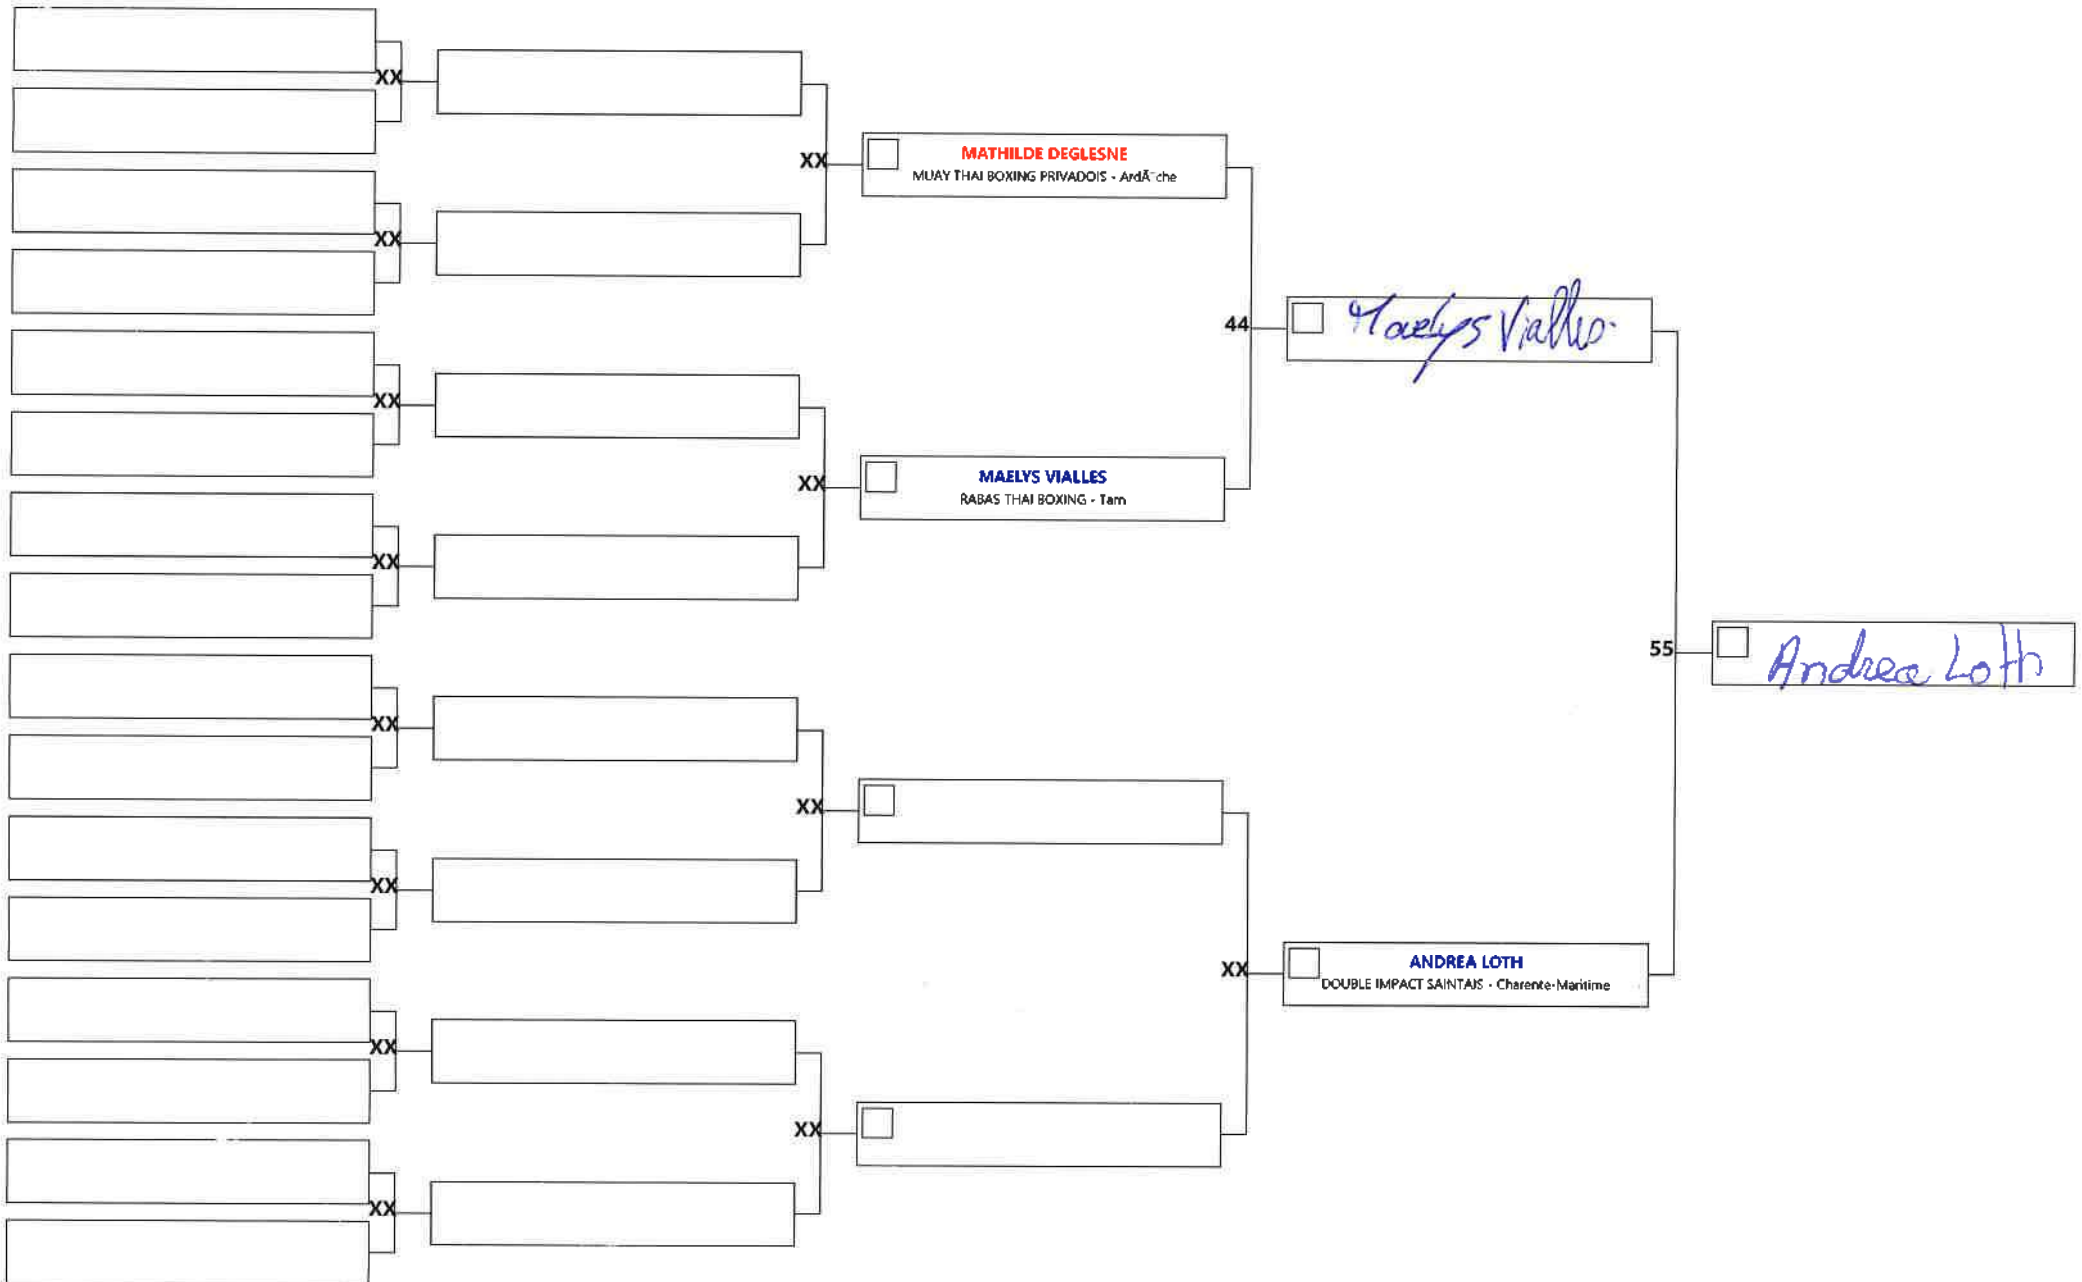 XX
XX
MATHILDE DEGLESNE
MUAY THAI BOXING PRIVADOIS - ArdÃ¨che
XX
44
Maelys Vialles
XX
XX
MAELYS VIALLES
RABAS THAI BOXING - Tarn
XX
55
Andrea Loth
XX
XX
XX
XX
ANDREA LOTH
DOUBLE IMPACT SAINTAIS - Charente-Maritime
XX
XX
XX